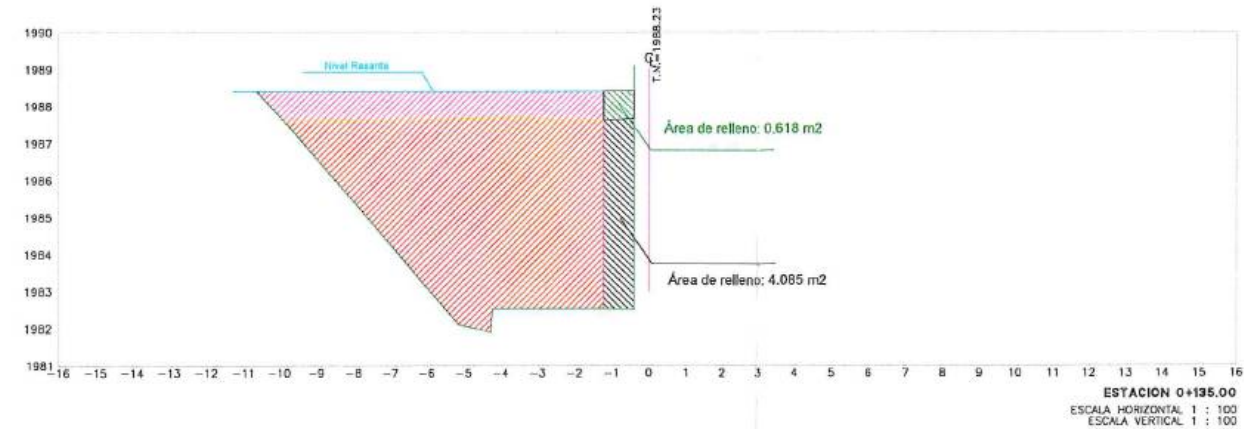 1990
1989
1988
1987
1986
1985
1984
1983
1982
1981
Nivel Rasante
T.N.=1988.23
Área de relleno: 0.618 m2
Área de relleno: 4.085 m2
-16 -15 -14 -13 -12 -11 -10 -9 -8 -7 -6 -5 -4 -3 -2 -1 0 1 2 3 4 5 6 7 8 9 10 11 12 13 14 15 16
ESTACION 0+135.00
ESCALA HORIZONTAL 1 : 100
ESCALA VERTICAL 1 : 100